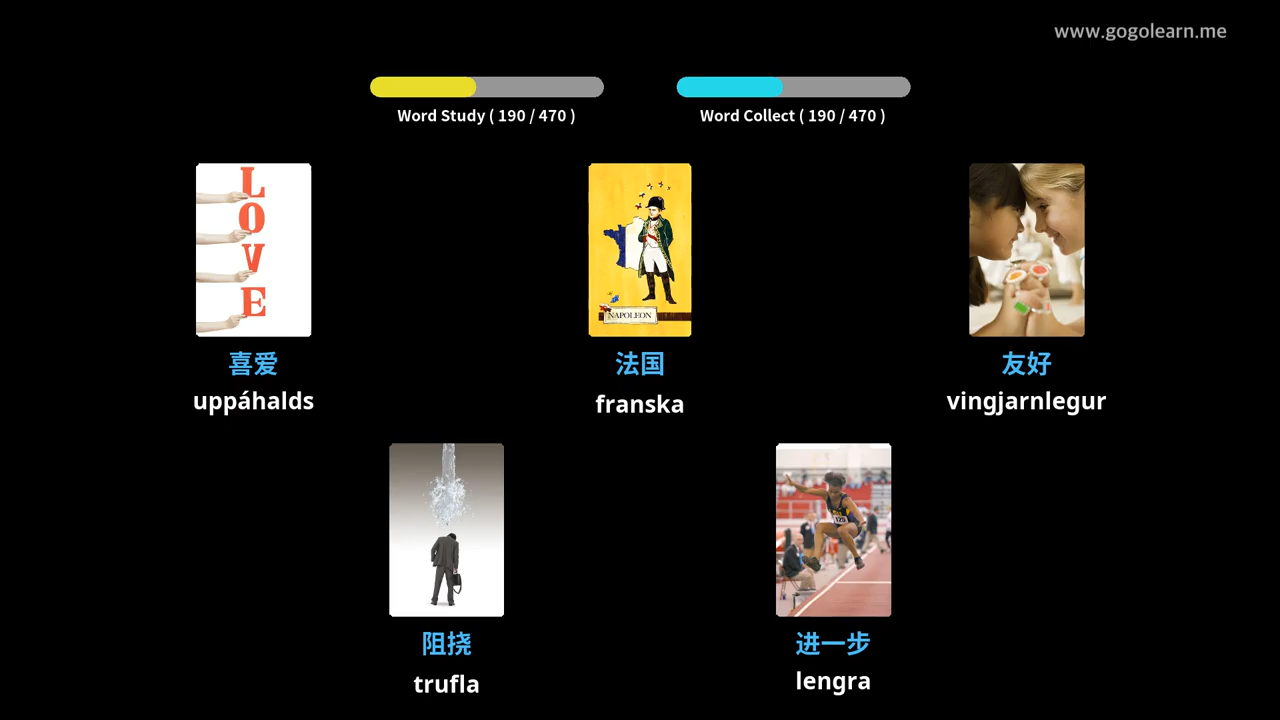 www.gogolearn.me
Word Study ( 190 / 470 )
Word Collect ( 190 / 470 )
L
O
V
E
NAPOLEON
喜爱
法国
友好
uppáhalds
franska
vingjarnlegur
阻挠
进一步
trufla
lengra